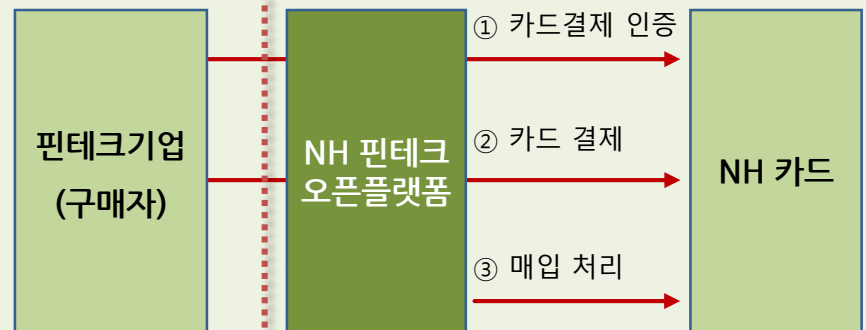 ① 카드결제 인증
핀테크기업
(구매자)
NH 핀테크
오픈플랫폼
② 카드 결제
NH 카드
③ 매입 처리